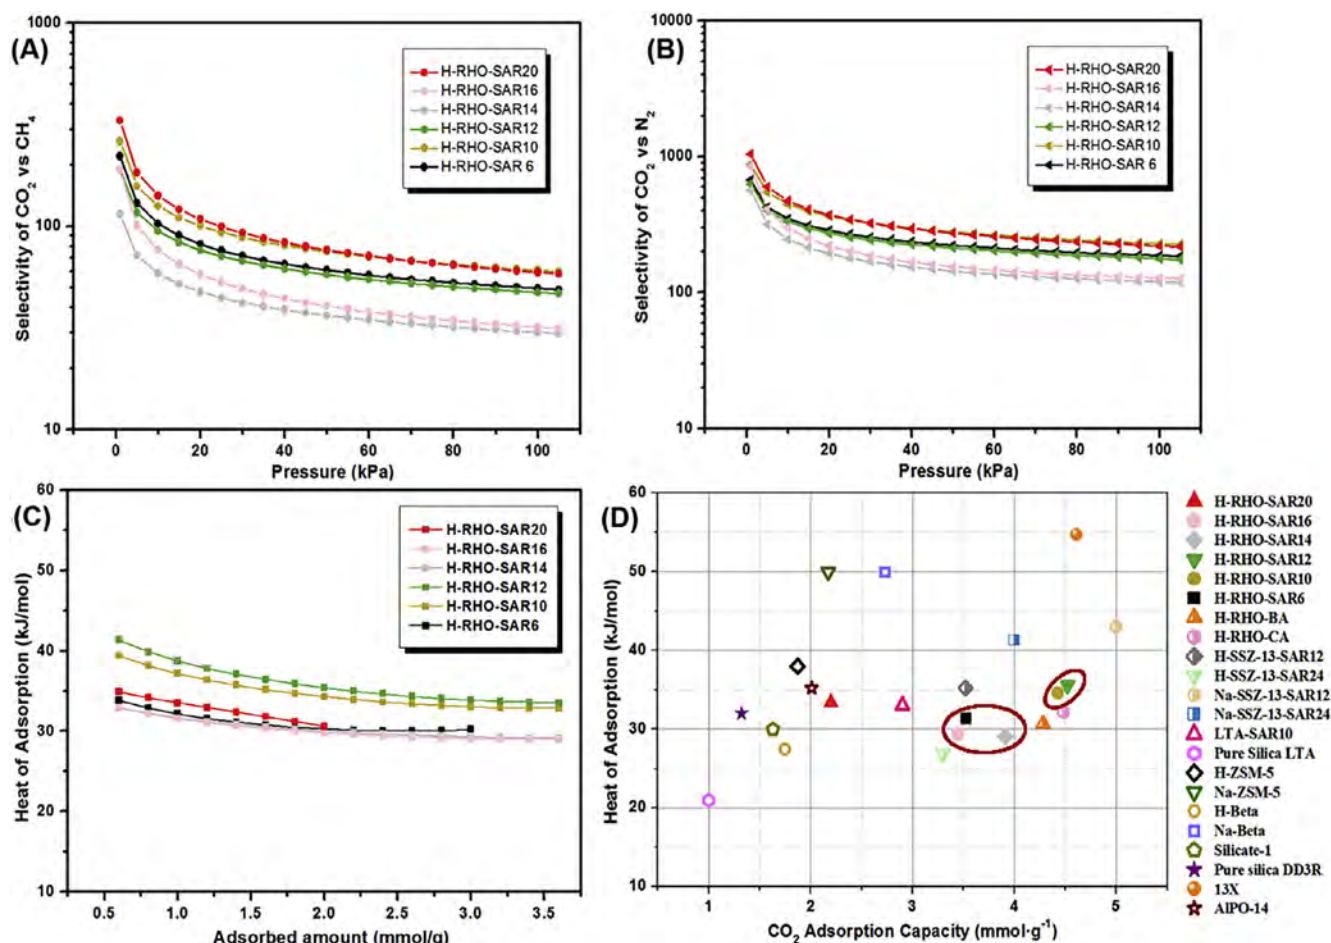 (A)
1000
100
10
Selectivity of CO₂ vs CH₄
H-RHO-SAR20
H-RHO-SAR16
H-RHO-SAR14
H-RHO-SAR12
H-RHO-SAR10
H-RHO-SAR 6
0 20 40 60 80 100
Pressure (kPa)
(B)
10000
1000
100
10
Selectivity of CO₂ vs N₂
H-RHO-SAR20
H-RHO-SAR16
H-RHO-SAR14
H-RHO-SAR12
H-RHO-SAR10
H-RHO-SAR 6
0 20 40 60 80 100
Pressure (kPa)
(C)
60
50
40
30
20
10
Heat of Adsorption (kJ/mol)
H-RHO-SAR20
H-RHO-SAR16
H-RHO-SAR14
H-RHO-SAR12
H-RHO-SAR10
H-RHO-SAR6
0.5 1.0 1.5 2.0 2.5 3.0 3.5
Adsorbed amount (mmol/g)
(D)
60
50
40
30
20
10
Heat of Adsorption (kJ/mol)
1 2 3 4 5
CO₂ Adsorption Capacity (mmol·g⁻¹)
H-RHO-SAR20
H-RHO-SAR16
H-RHO-SAR14
H-RHO-SAR12
H-RHO-SAR10
H-RHO-SAR6
H-RHO-BA
H-RHO-CA
H-SSZ-13-SAR12
H-SSZ-13-SAR24
Na-SSZ-13-SAR12
Na-SSZ-13-SAR24
LTA-SAR10
Pure Silica LTA
H-ZSM-5
Na-ZSM-5
H-Beta
Na-Beta
Silicate-1
Pure silica DD3R
13X
AlPO-14